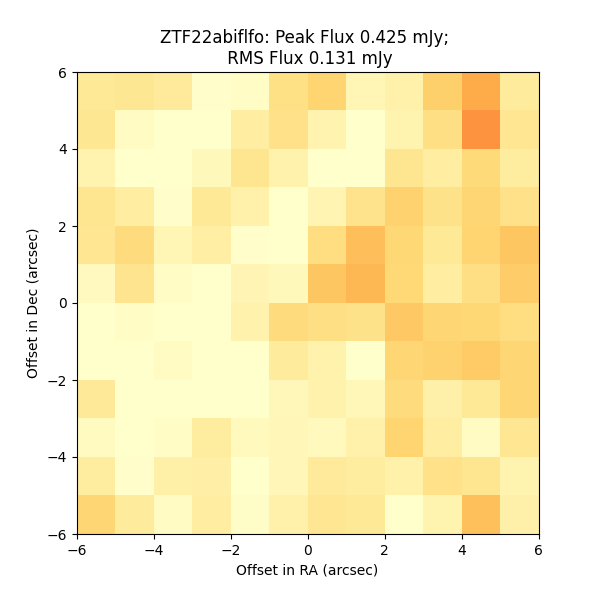 ZTF22abiflfo: Peak Flux 0.425 mJy;
RMS Flux 0.131 mJy
6
4
2
0
−2
−4
−6
Offset in Dec (arcsec)
−6 −4 −2 0 2 4 6
Offset in RA (arcsec)